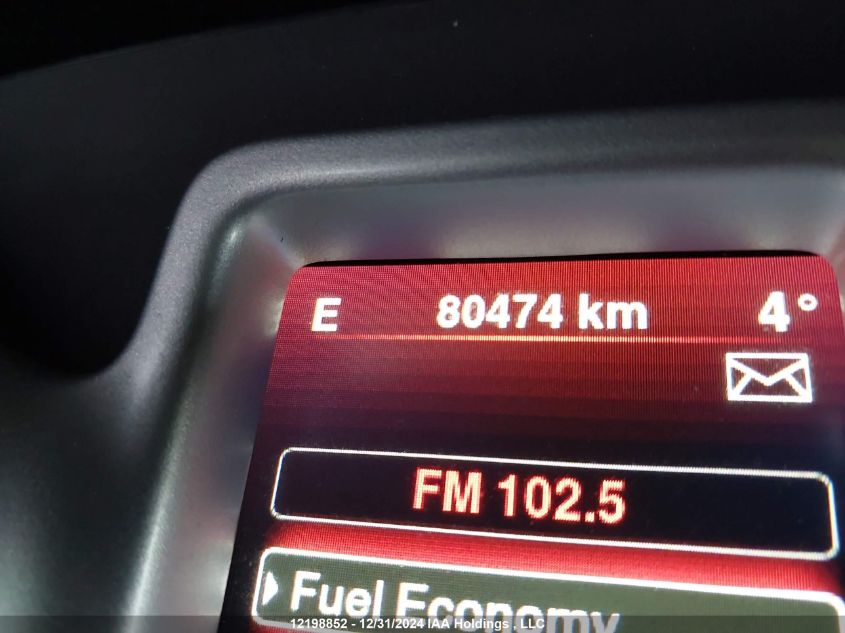 E 80474 km 4°
FM 102.5
Fuel Economy
12198852 - 12/31/2024 IAA Holdings , LLC